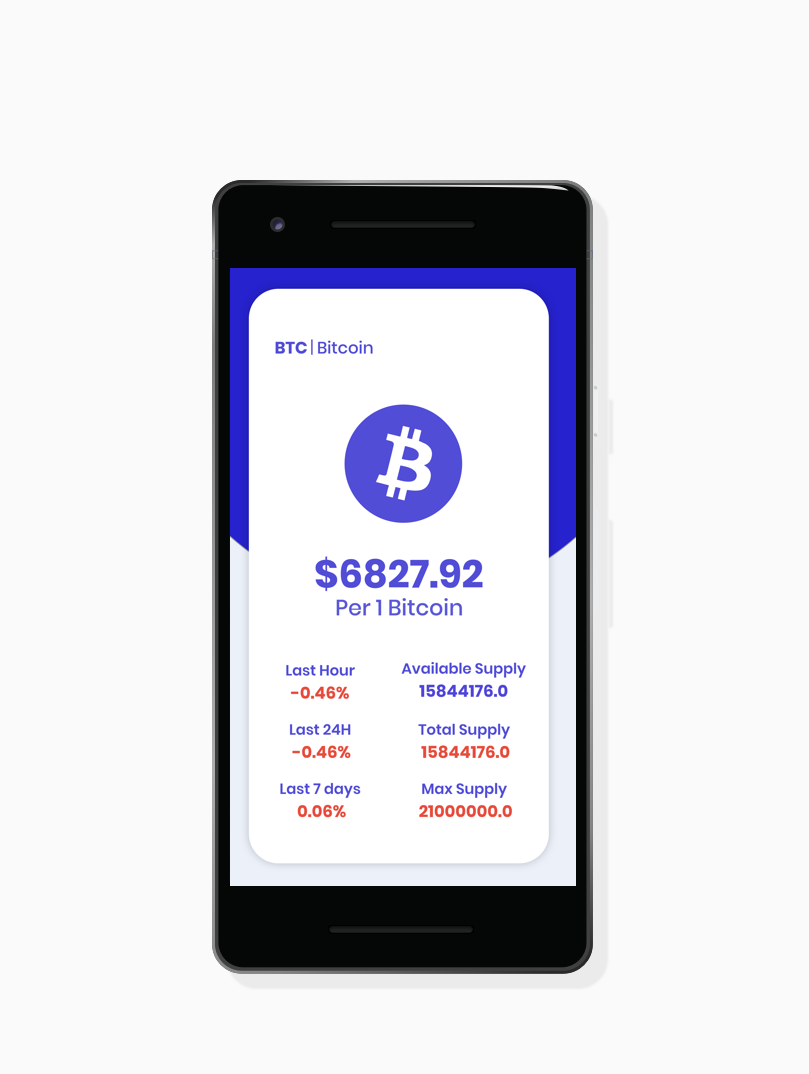 BTC | Bitcoin
$6827.92
Per 1 Bitcoin
Last Hour
-0.46%
Available Supply
15844176.0
Last 24H
-0.46%
Total Supply
15844176.0
Last 7 days
0.06%
Max Supply
21000000.0